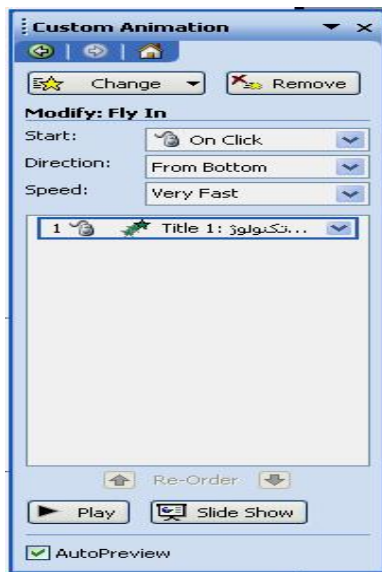 Custom Animation
Change
Remove
Modify: Fly In
Start:
On Click
Direction:
From Bottom
Speed:
Very Fast
1 Title 1: تکنولوژ...
Re-Order
Play
Slide Show
AutoPreview